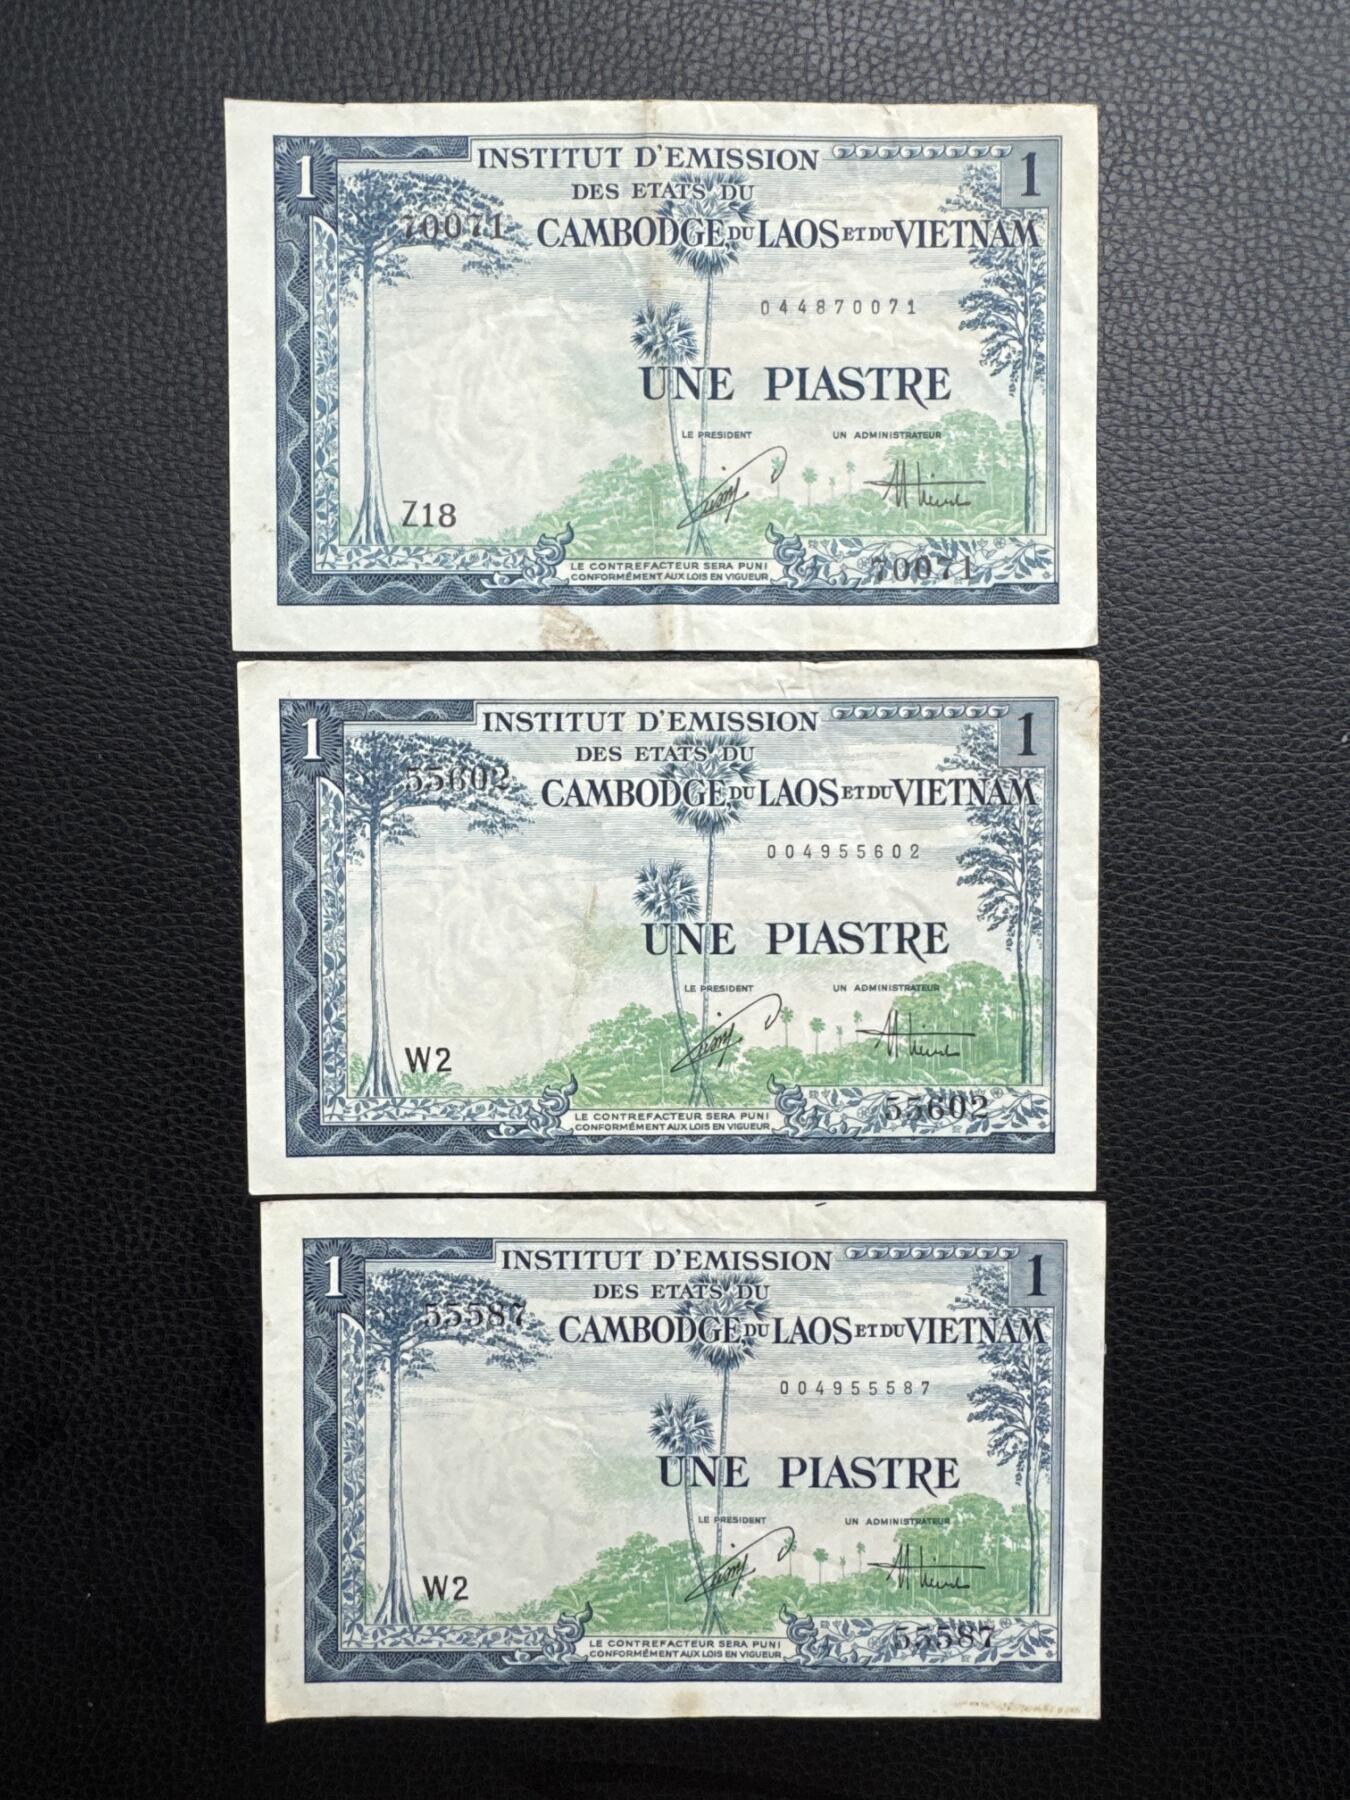 1 INSTITUT D'EMISSION 1
DES ETATS DU
70071 CAMBODGE DU LAOS ET DU VIETNAM
044870071
UNE PIASTRE
LE PRESIDENT UN ADMINISTRATEUR
Z18
LE CONTREFACTEUR SERA PUNI
CONFORMÉMENT AUX LOIS EN VIGUEUR
70071
1 INSTITUT D'EMISSION 1
DES ETATS DU
55602 CAMBODGE DU LAOS ET DU VIETNAM
004955602
UNE PIASTRE
LE PRESIDENT UN ADMINISTRATEUR
W2
55602
LE CONTREFACTEUR SERA PUNI
CONFORMÉMENT AUX LOIS EN VIGUEUR
1 INSTITUT D'EMISSION 1
DES ETATS DU
55587 CAMBODGE DU LAOS ET DU VIETNAM
004955587
UNE PIASTRE
LE PRESIDENT UN ADMINISTRATEUR
W2
55587
LE CONTREFACTEUR SERA PUNI
CONFORMÉMENT AUX LOIS EN VIGUEUR